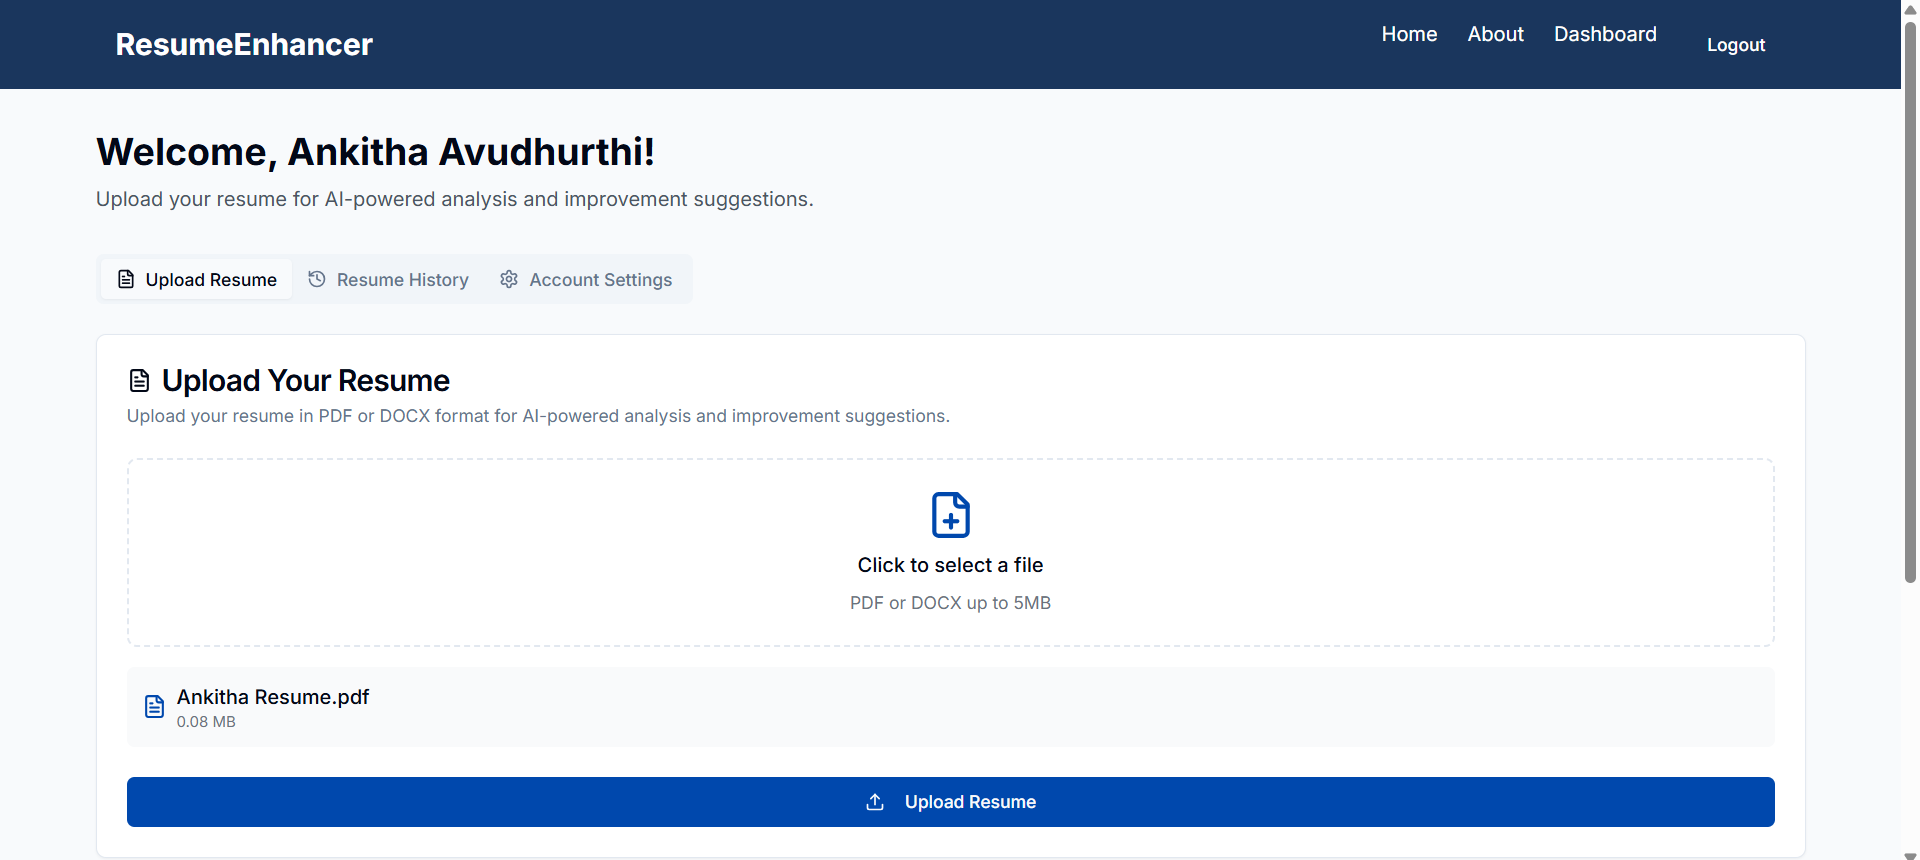 ResumeEnhancer
Home About Dashboard Logout
Welcome, Ankitha Avudhurthi!
Upload your resume for AI-powered analysis and improvement suggestions.
Upload Resume Resume History Account Settings
Upload Your Resume
Upload your resume in PDF or DOCX format for AI-powered analysis and improvement suggestions.
Click to select a file
PDF or DOCX up to 5MB
Ankitha Resume.pdf
0.08 MB
Upload Resume